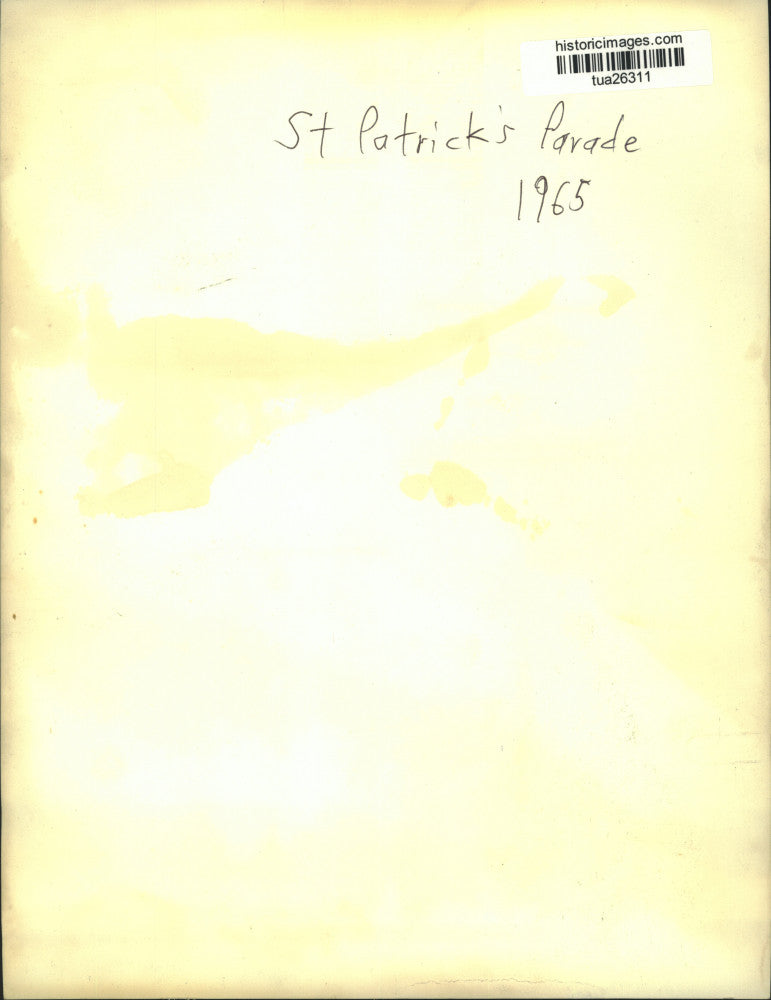 historicimages.com
tua26311
St Patrick's Parade
1965